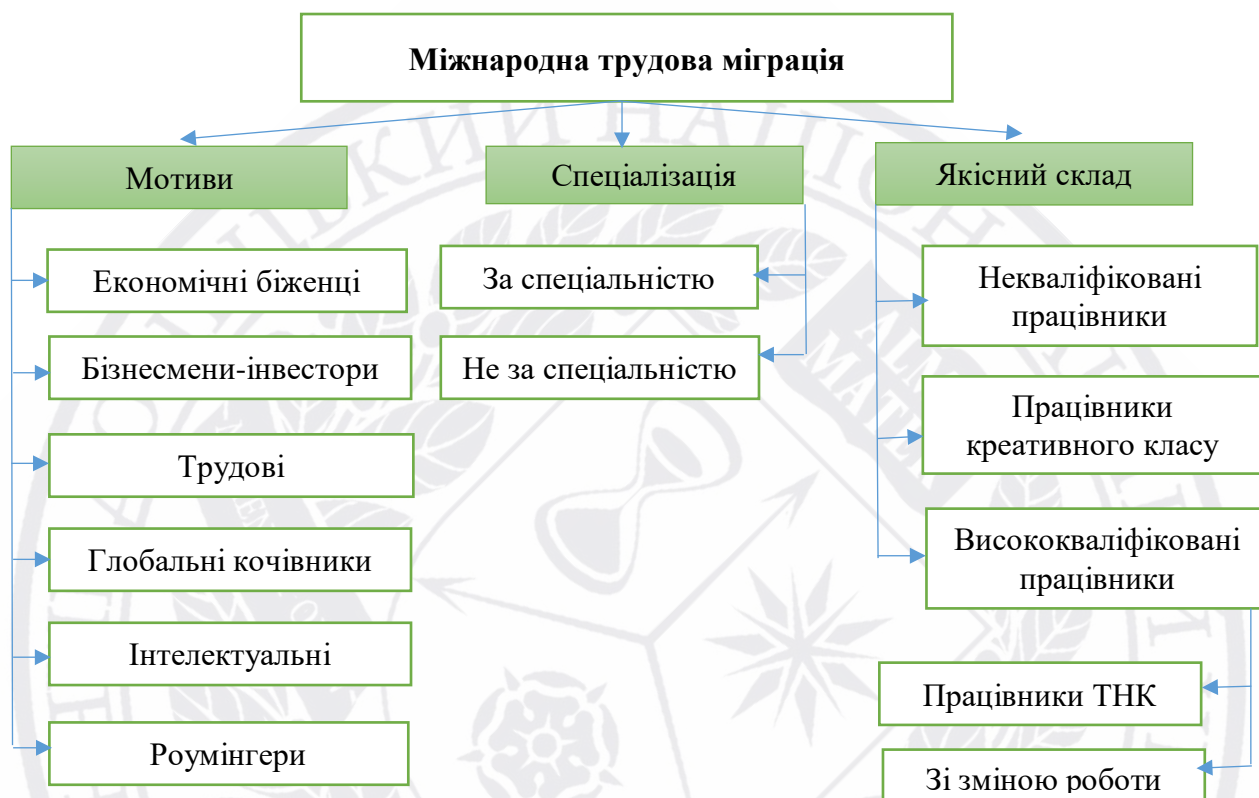 Міжнародна трудова міграція
Мотиви
Спеціалізація
Якісний склад
Економічні біженці
Бізнесмени-інвестори
Трудові
Глобальні кочівники
Інтелектуальні
Роумінгери
За спеціальністю
Не за спеціальністю
Некваліфіковані
працівники
Працівники
креативного класу
Висококваліфіковані
працівники
Працівники ТНК
Зі зміною роботи